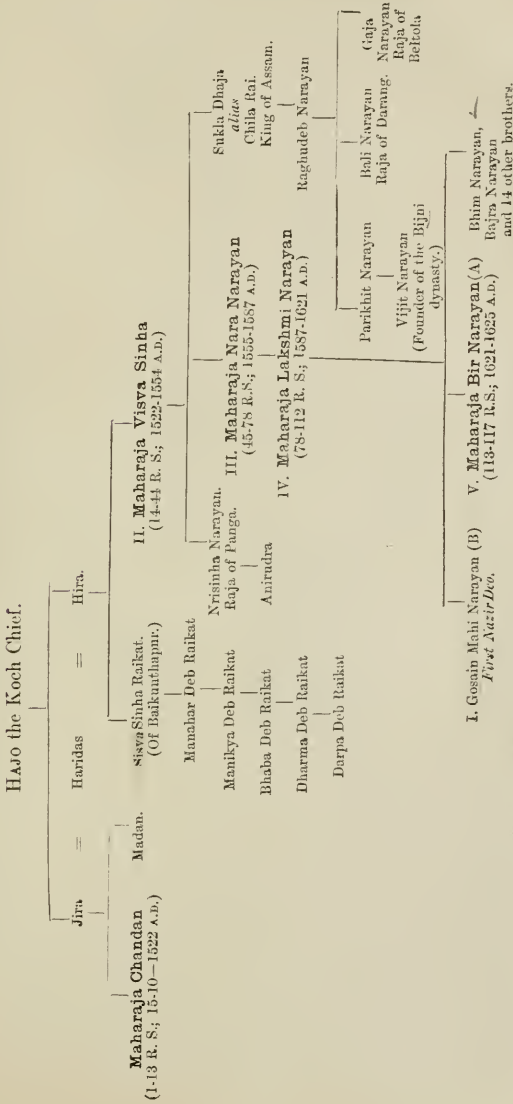 HAJO the Koch Chief.
Jira = Haridas = Hira.
Maharaja Chandan
(1-13 R. S.; 15-10—1522 A.D.)
Madan.
Sisva Sinha Raikat.
(Of Baikunthapur.)
II. Maharaja Visva Sinha
(14-44 R. S.; 1522-1554 A.D.)
Manahar Deb Raikat
Manikya Deb Raikat
Bhaba Deb Raikat
Dharma Deb Raikat
Darpa Deb Raikat
Nrisinha Narayan.
Raja of Panga.
Anirudra
III. Maharaja Nara Narayan
(45-78 R.S.; 1555-1587 A.D.)
IV. Maharaja Lakshmi Narayan
(78-112 R. S.; 1587-1621 A.D.)
Sukla Dhaja
alias
Chila Rai.
King of Assam.
Raghudeb Narayan
Parikhit Narayan
Vijit Narayan
(Founder of the Bijni
dynasty.)
Bali Narayan
Raja of Darang.
Gaja
Narayan
Raja of
Beltola
I. Gosain Mahi Narayan (B)
First Nazir Deo.
V. Maharaja Bir Narayan (A)
(113-117 R.S.; 1621-1625 A.D.)
Bhim Narayan,
Bajra Narayan
and 14 other brothers.